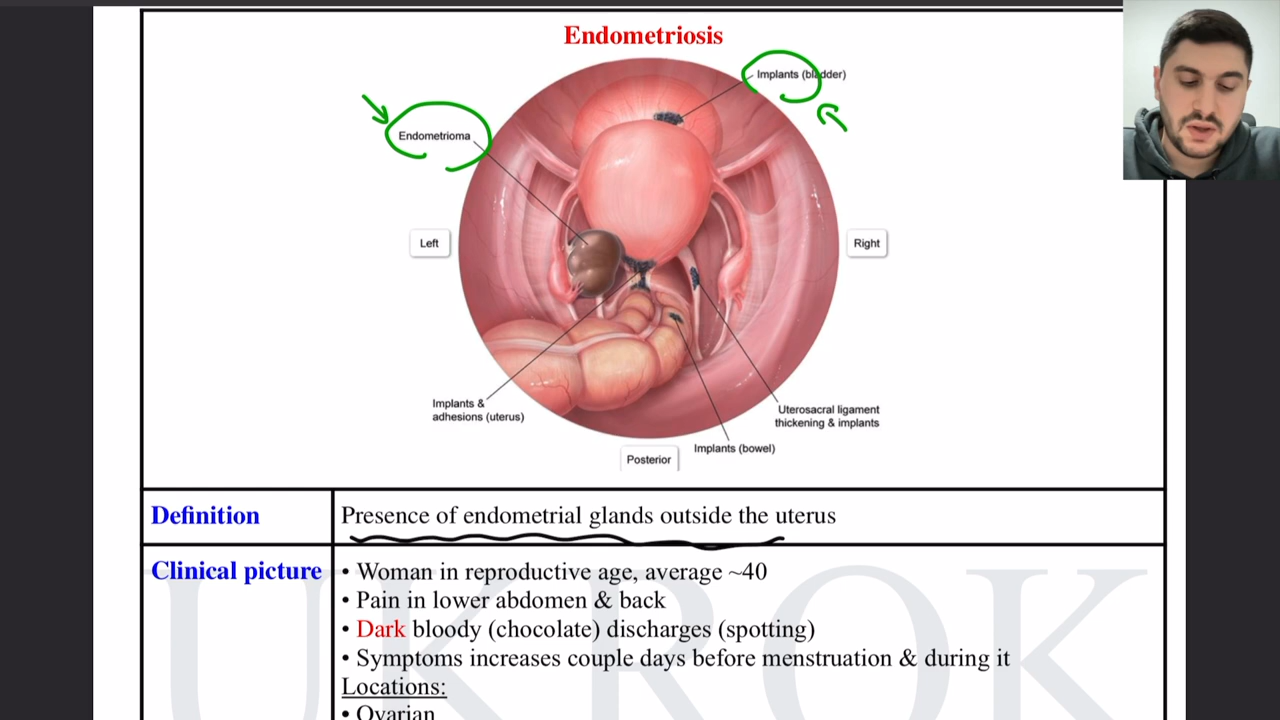 Endometriosis
Implants (bladder)
Endometrioma
Left
Right
Implants &
adhesions (uterus)
Uterosacral ligament
thickening & implants
Implants (bowel)
Posterior
Definition
Presence of endometrial glands outside the uterus
Clinical picture
• Woman in reproductive age, average ~40
• Pain in lower abdomen & back
• Dark bloody (chocolate) discharges (spotting)
• Symptoms increases couple days before menstruation & during it
Locations:
• Ovarian
UKROK